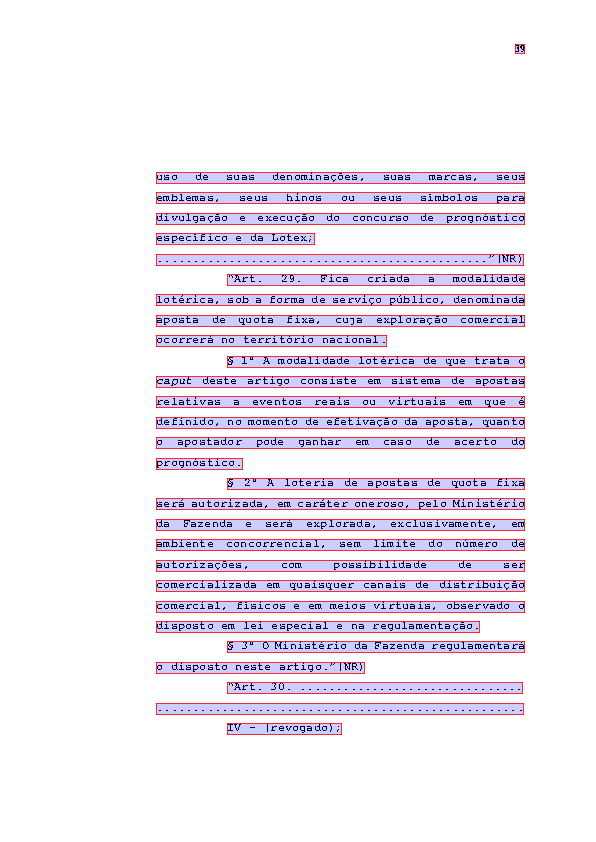 39
uso de suas denominações, suas marcas, seus
emblemas, seus hinos ou seus símbolos para
divulgação e execução do concurso de prognóstico
específico e da Lotex;
................................................”(NR)
“Art. 29. Fica criada a modalidade
lotérica, sob a forma de serviço público, denominada
aposta de quota fixa, cuja exploração comercial
ocorrerá no território nacional.
§ 1º A modalidade lotérica de que trata o
caput deste artigo consiste em sistema de apostas
relativas a eventos reais ou virtuais em que é
definido, no momento de efetivação da aposta, quanto
o apostador pode ganhar em caso de acerto do
prognóstico.
§ 2º A loteria de apostas de quota fixa
será autorizada, em caráter oneroso, pelo Ministério
da Fazenda e será explorada, exclusivamente, em
ambiente concorrencial, sem limite do número de
autorizações, com possibilidade de ser
comercializada em quaisquer canais de distribuição
comercial, físicos e em meios virtuais, observado o
disposto em lei especial e na regulamentação.
§ 3º O Ministério da Fazenda regulamentará
o disposto neste artigo.”(NR)
“Art. 30. ................................
.....................................................
IV - (revogado);